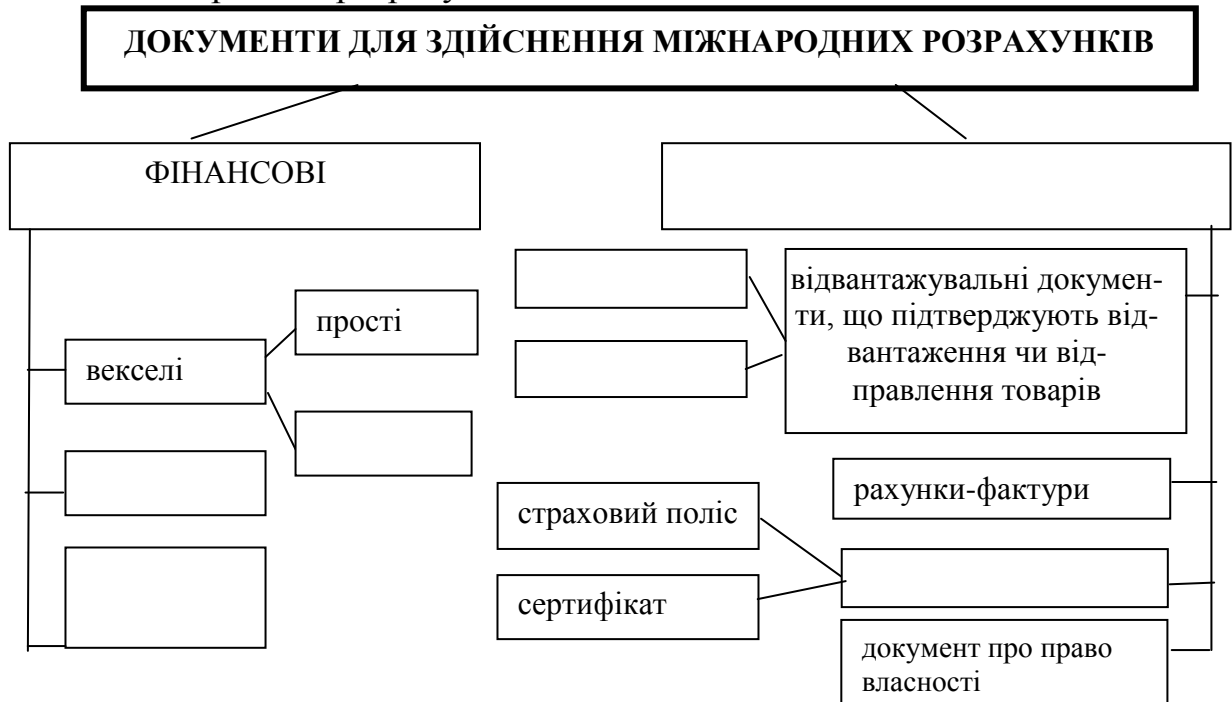 ДОКУМЕНТИ ДЛЯ ЗДІЙСНЕННЯ МІЖНАРОДНИХ РОЗРАХУНКІВ
ФІНАНСОВІ
відвантажувальні докумен-
ти, що підтверджують від-
вантаження чи від-
правлення товарів
прості
векселі
рахунки-фактури
страховий поліс
сертифікат
документ про право
власності